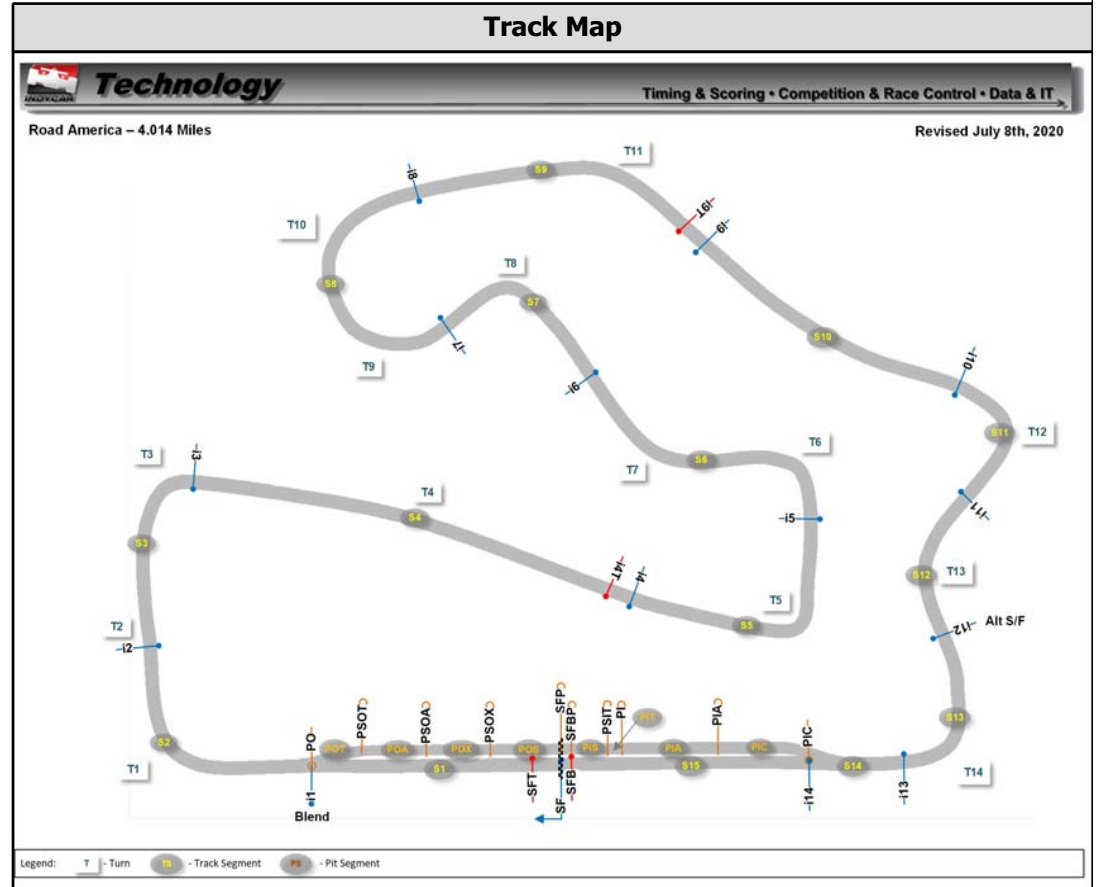 Track Map
INDYCAR
Technology
Timing & Scoring • Competition & Race Control • Data & IT
Road America – 4.014 Miles
Revised July 8th, 2020
T11
S9
-i8
-i9T
-i9
T10
T8
S8
S7
-i7
T9
S10
-i10
-i6
T3
-i3
S11
T12
T6
T4
S6
T7
S4
-i11
-i5
S3
-i4T
-i4
S12
T13
T5
S5
T2
-i2
-i12
Alt S/F
S2
T1
PO-
PSOT
PSOA
PSOX
SFP
SFBP
PSIT
PI
PIT
PIA
PIC-
S13
POT
POA
POX
POS
PIS
PIA
PIC
S1
-SFT
SF
-SFB-
S15
S14
T14
-i1
-i14
-i13
Blend
Legend: T - Turn TS - Track Segment PS - Pit Segment